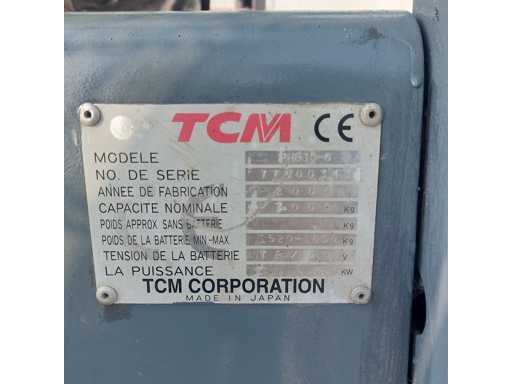 TCM CE
MODELE
NO. DE SERIE
ANNEE DE FABRICATION
CAPACITE NOMINALE Kg
POIDS APPROX SANS BATTERIE Kg
POIDS DE LA BATTERIE MIN-MAX Kg
TENSION DE LA BATTERIE V
LA PUISSANCE KW
TCM CORPORATION
MADE IN JAPAN